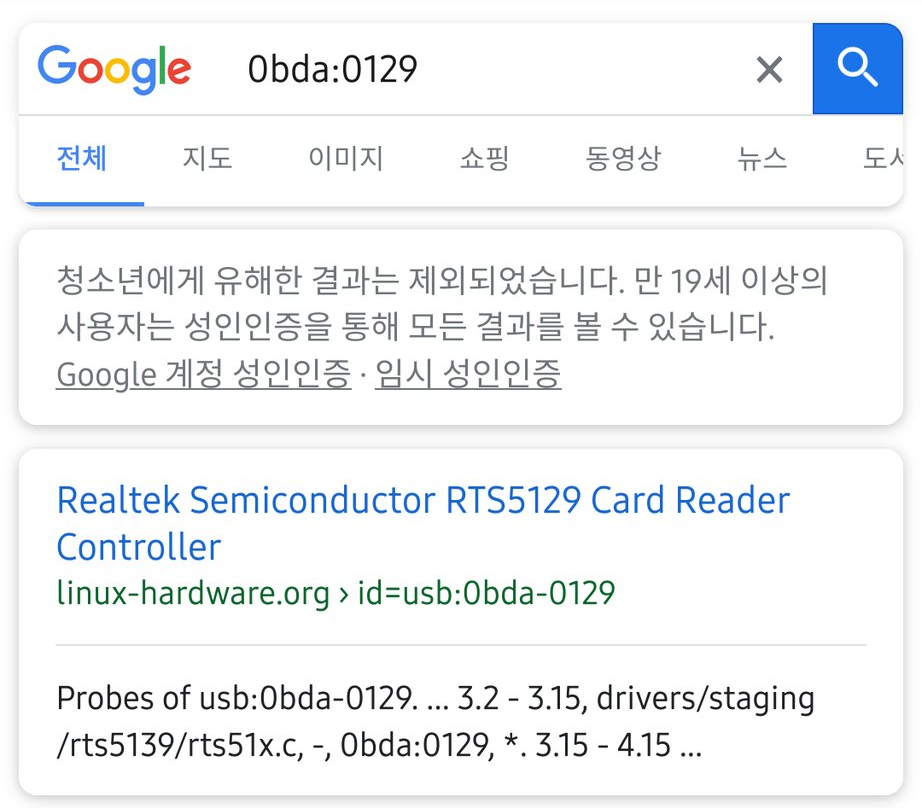 Google 0bda:0129
전체 지도 이미지 쇼핑 동영상 뉴스
청소년에게 유해한 결과는 제외되었습니다. 만 19세 이상의
사용자는 성인인증을 통해 모든 결과를 볼 수 있습니다.
Google 계정 성인인증 · 임시 성인인증
Realtek Semiconductor RTS5129 Card Reader
Controller
linux-hardware.org › id=usb:0bda-0129
Probes of usb:0bda-0129. ... 3.2 - 3.15, drivers/staging
/rts5139/rts51x.c, -, 0bda:0129, *. 3.15 - 4.15 ...